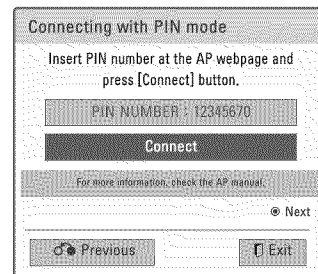 Connecting with PIN mode
Insert PIN number at the AP webpage and
press [Connect] button.
PIN NUMBER : 12345670
Connect
For more information, check the AP manual.
Next
Previous
Exit